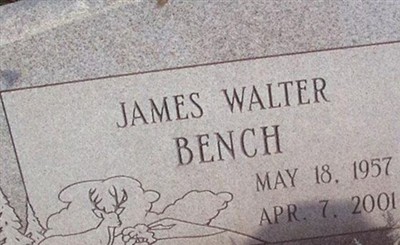 JAMES WALTER
BENCH
MAY 18, 1957
APR. 7, 2001